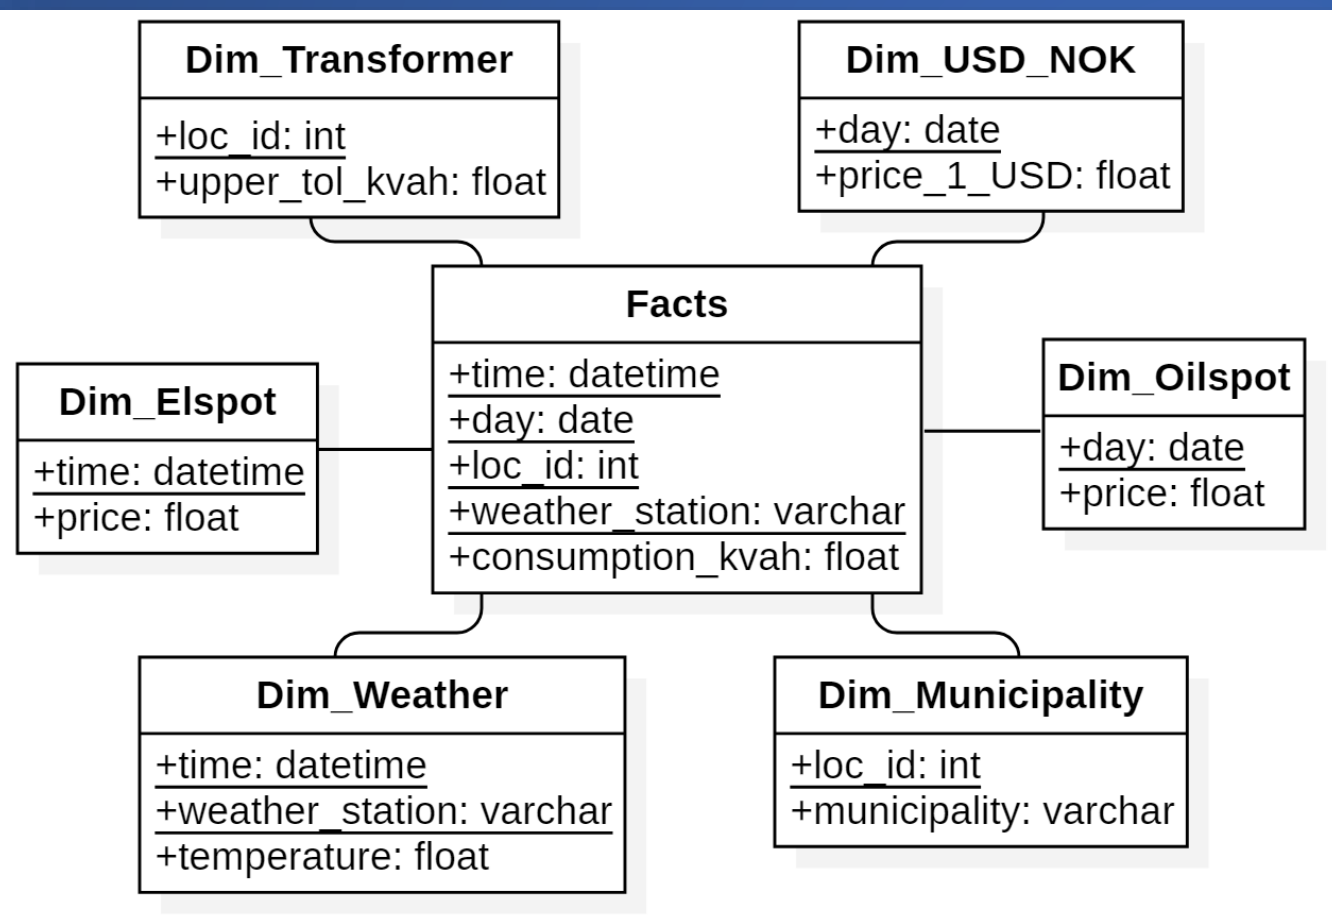 Dim_Transformer
+loc_id: int
+upper_tol_kvah: float
Dim_USD_NOK
+day: date
+price_1_USD: float
Facts
+time: datetime
+day: date
+loc_id: int
+weather_station: varchar
+consumption_kvah: float
Dim_Elspot
+time: datetime
+price: float
Dim_Oilspot
+day: date
+price: float
Dim_Weather
+time: datetime
+weather_station: varchar
+temperature: float
Dim_Municipality
+loc_id: int
+municipality: varchar